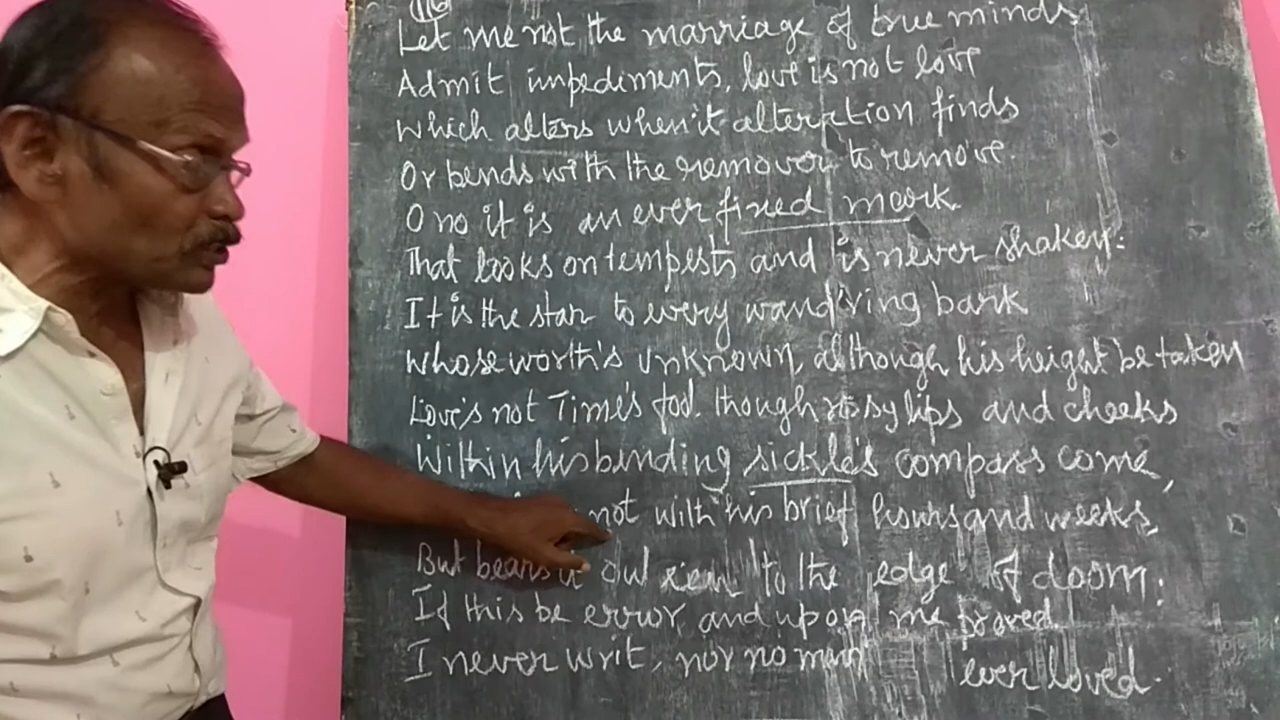 116
Let me not the marriage of true minds
Admit impediments, love is not love
which alters when it alteration finds
Or bends with the remover to remove.
O no it is an ever fixed mark.
That looks on tempests and is never shaken:
It is the star to every wandring bark
whose worth's unknown, although his height be taken
Love's not Time's fool. though rosy lips and cheeks
Within his bending sickle's compass come,
not with his brief hours and weeks,
But bears it out to the edge of doom:
If this be error, and upon me proved.
I never writ, nor no man ever loved.